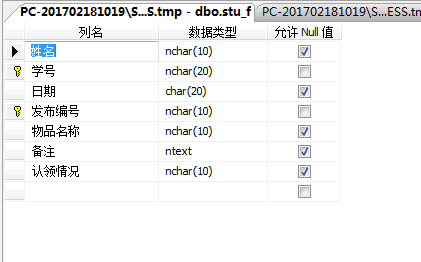 PC-201702181019\S...S.tmp - dbo.stu_f PC-201702181019\S...ESS.tm
列名 数据类型 允许 Null 值
姓名 nchar(10)
学号 nchar(20)
日期 char(20)
发布编号 nchar(10)
物品名称 nchar(10)
备注 ntext
认领情况 nchar(10)